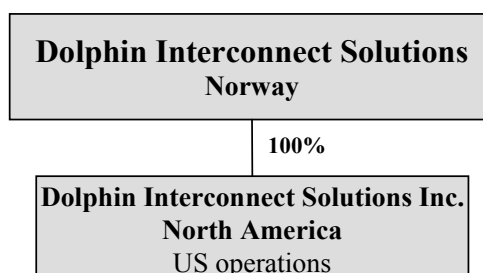 Dolphin Interconnect Solutions
Norway
100%
Dolphin Interconnect Solutions Inc.
North America
US operations